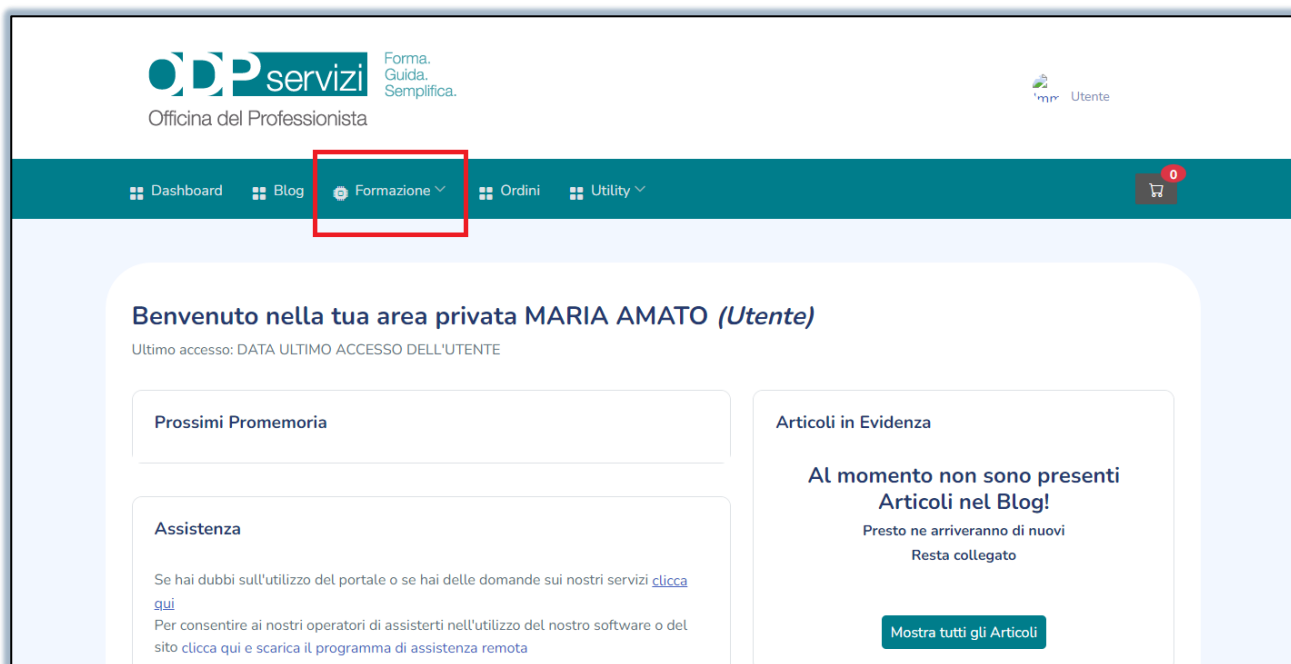 ODP servizi
Forma.
Guida.
Semplifica.
Officina del Professionista
Utente
Dashboard
Blog
Formazione
Ordini
Utility
0
Benvenuto nella tua area privata MARIA AMATO (Utente)
Ultimo accesso: DATA ULTIMO ACCESSO DELL'UTENTE
Prossimi Promemoria
Articoli in Evidenza
Al momento non sono presenti
Articoli nel Blog!
Presto ne arriveranno di nuovi
Resta collegato
Mostra tutti gli Articoli
Assistenza
Se hai dubbi sull'utilizzo del portale o se hai delle domande sui nostri servizi clicca
qui
Per consentire ai nostri operatori di assisterti nell'utilizzo del nostro software o del
sito clicca qui e scarica il programma di assistenza remota